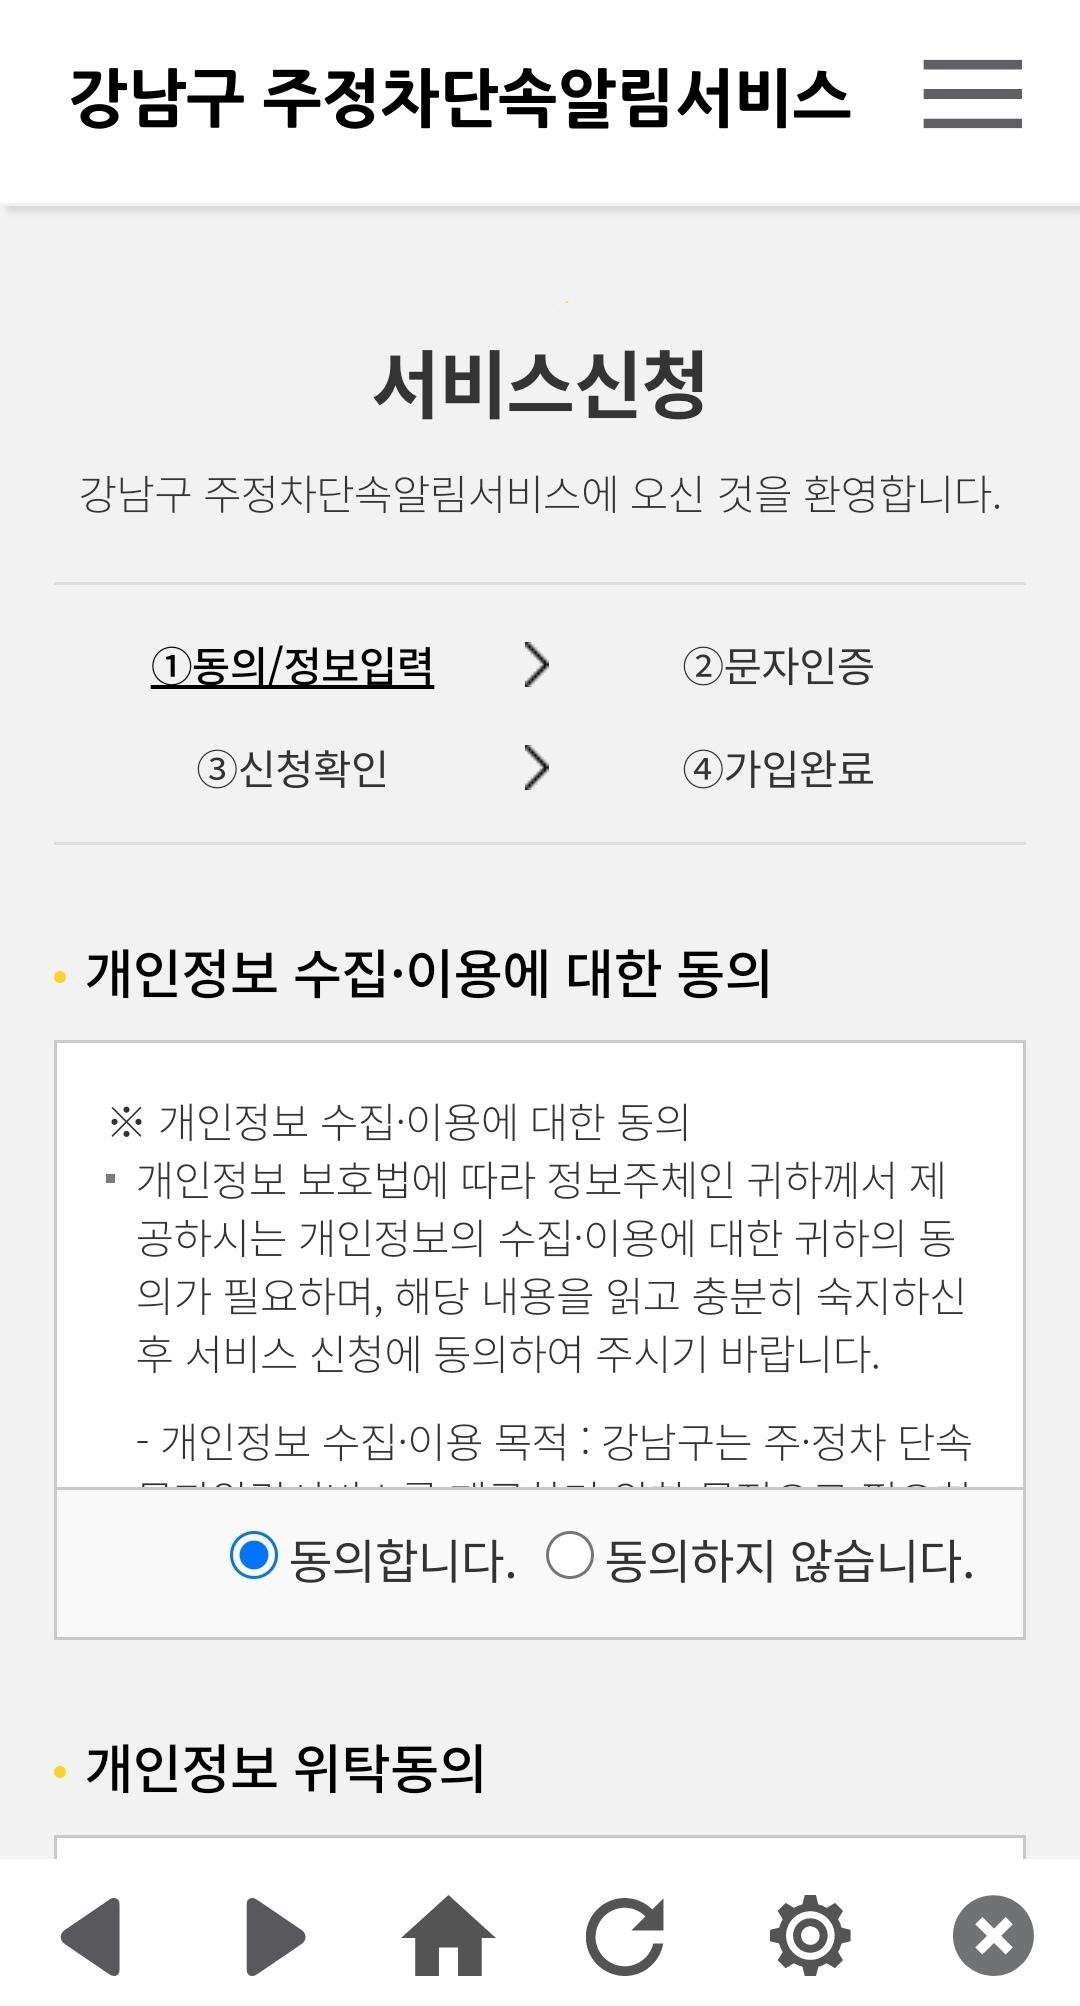 강남구 주정차단속알림서비스
서비스신청
강남구 주정차단속알림서비스에 오신 것을 환영합니다.
①동의/정보입력
②문자인증
③신청확인
④가입완료
개인정보 수집·이용에 대한 동의
※ 개인정보 수집·이용에 대한 동의
▪ 개인정보 보호법에 따라 정보주체인 귀하께서 제
공하시는 개인정보의 수집·이용에 대한 귀하의 동
의가 필요하며, 해당 내용을 읽고 충분히 숙지하신
후 서비스 신청에 동의하여 주시기 바랍니다.
- 개인정보 수집·이용 목적 : 강남구는 주·정차 단속
동의합니다. 동의하지 않습니다.
개인정보 위탁동의